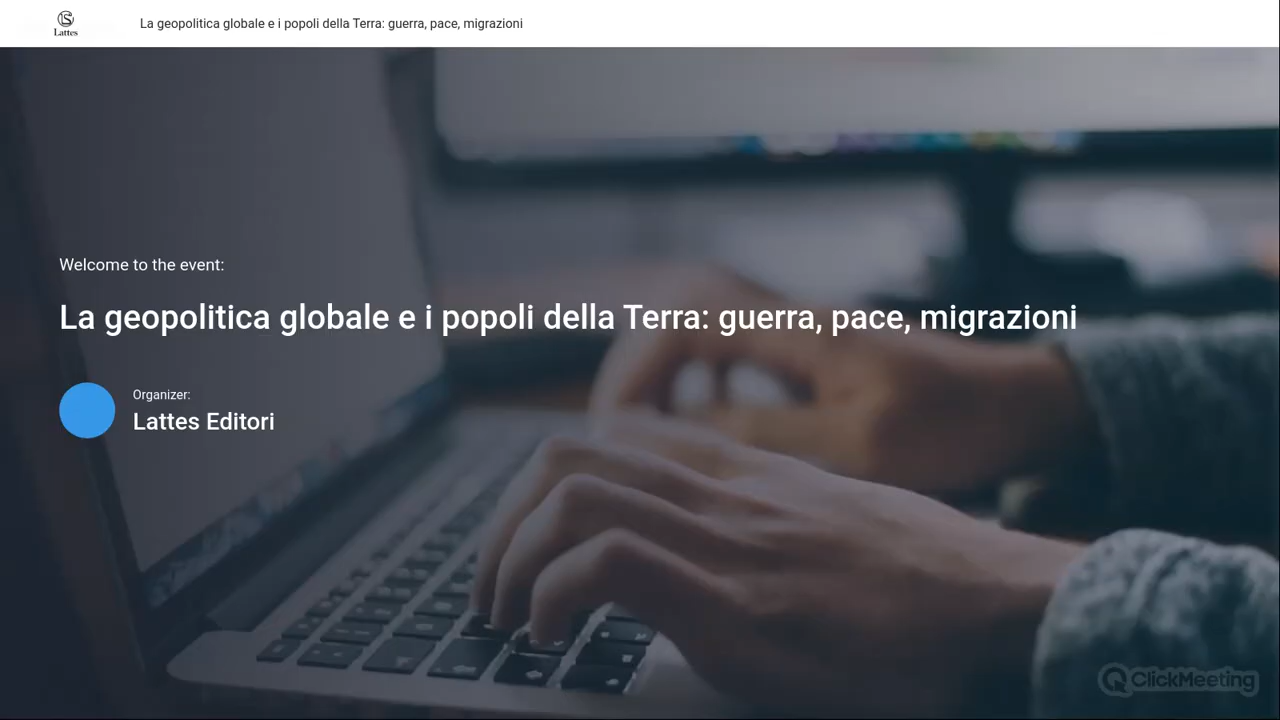 Lattes
La geopolitica globale e i popoli della Terra: guerra, pace, migrazioni
Welcome to the event:
La geopolitica globale e i popoli della Terra: guerra, pace, migrazioni
Organizer:
Lattes Editori
ClickMeeting